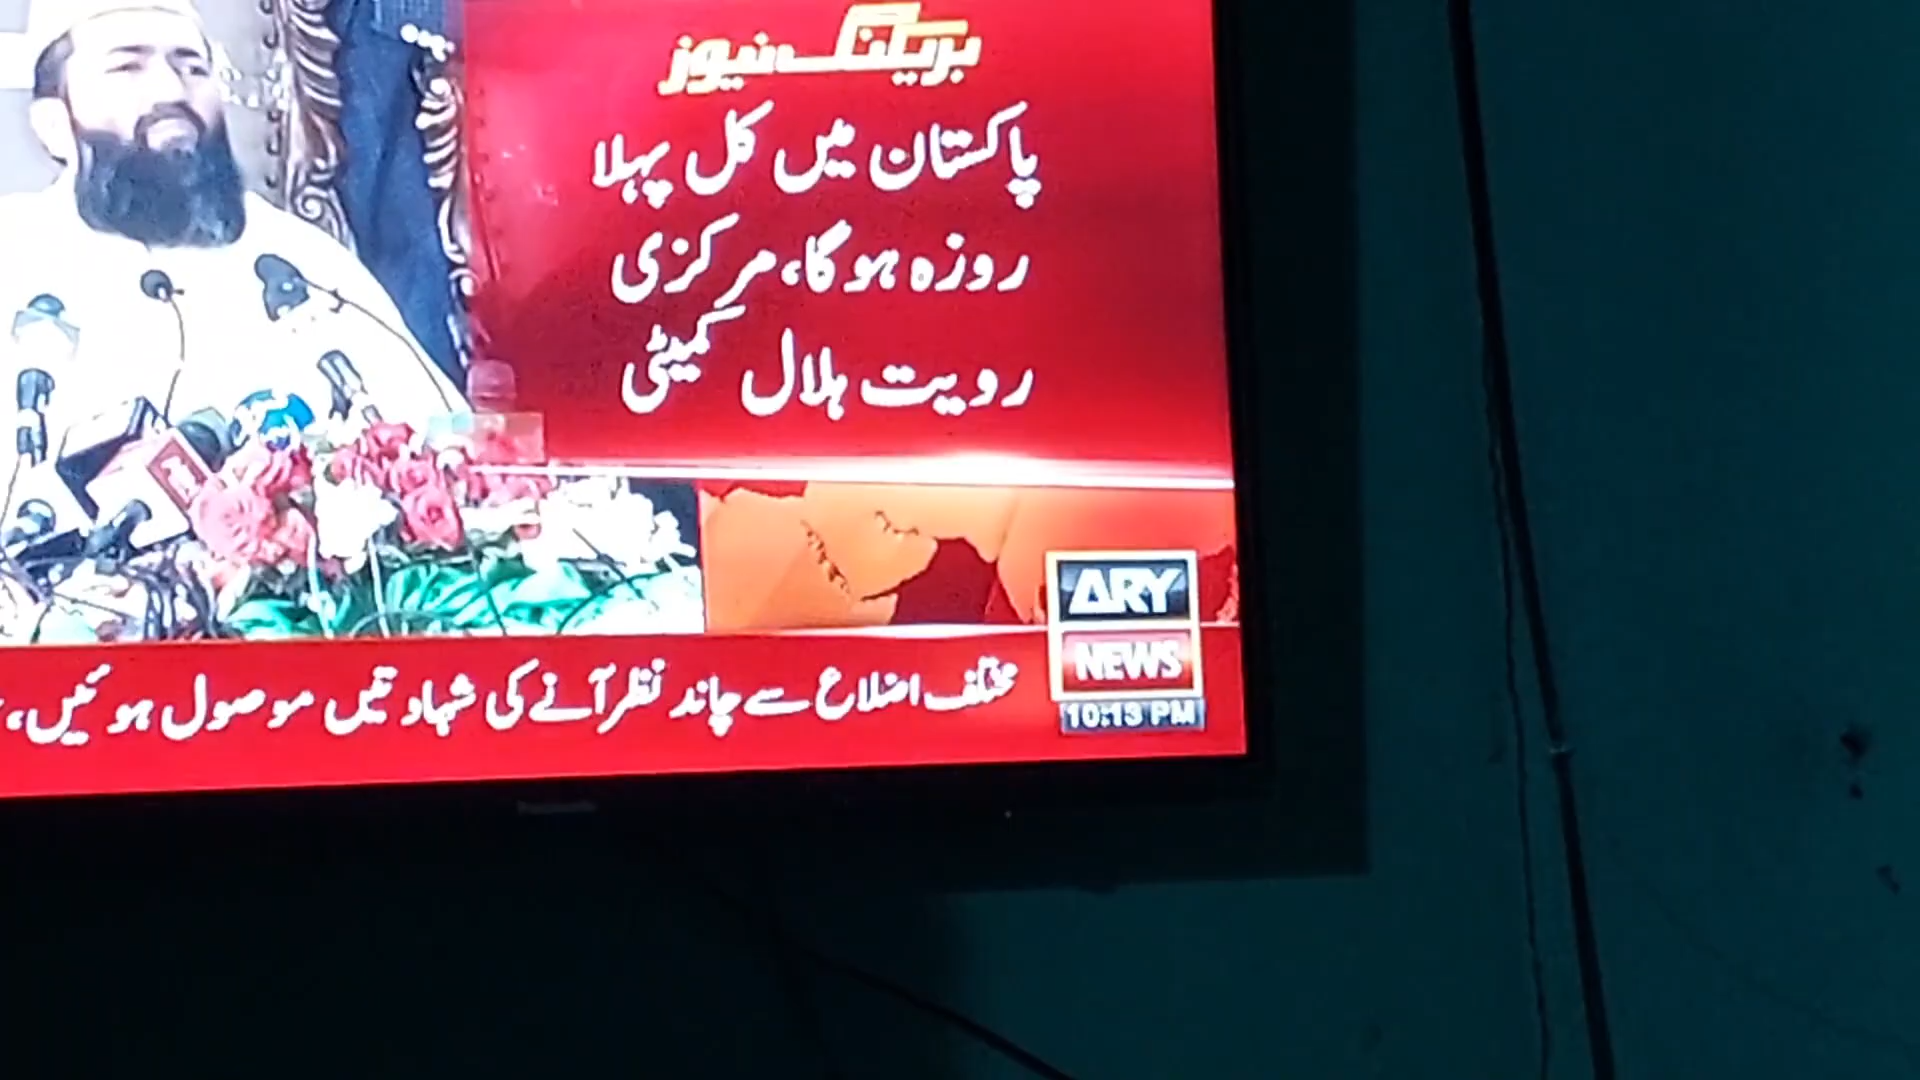 بریکنگ نیوز
پاکستان میں کل پہلا
روزہ ہوگا، مرکزی
رویت ہلال کمیٹی
ARY
NEWS
10:13 PM
مختلف اضلاع سے چاند نظر آنے کی شہادتیں موصول ہوئیں،